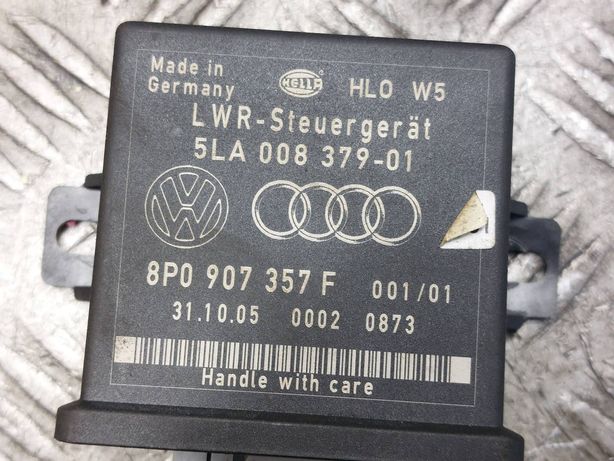 Made in
Germany
HELLA
HLO W5
LWR-Steuergerät
5LA 008 379-01
8P0 907 357 F 001/01
31.10.05 0002 0873
Handle with care